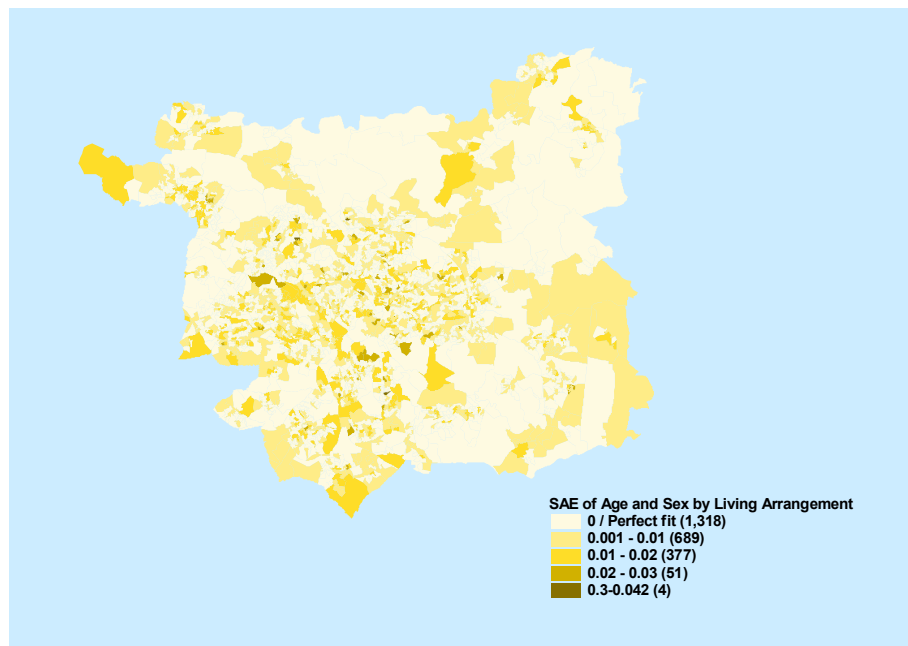 SAE of Age and Sex by Living Arrangement
0 / Perfect fit (1,318)
0.001 - 0.01 (689)
0.01 - 0.02 (377)
0.02 - 0.03 (51)
0.3-0.042 (4)